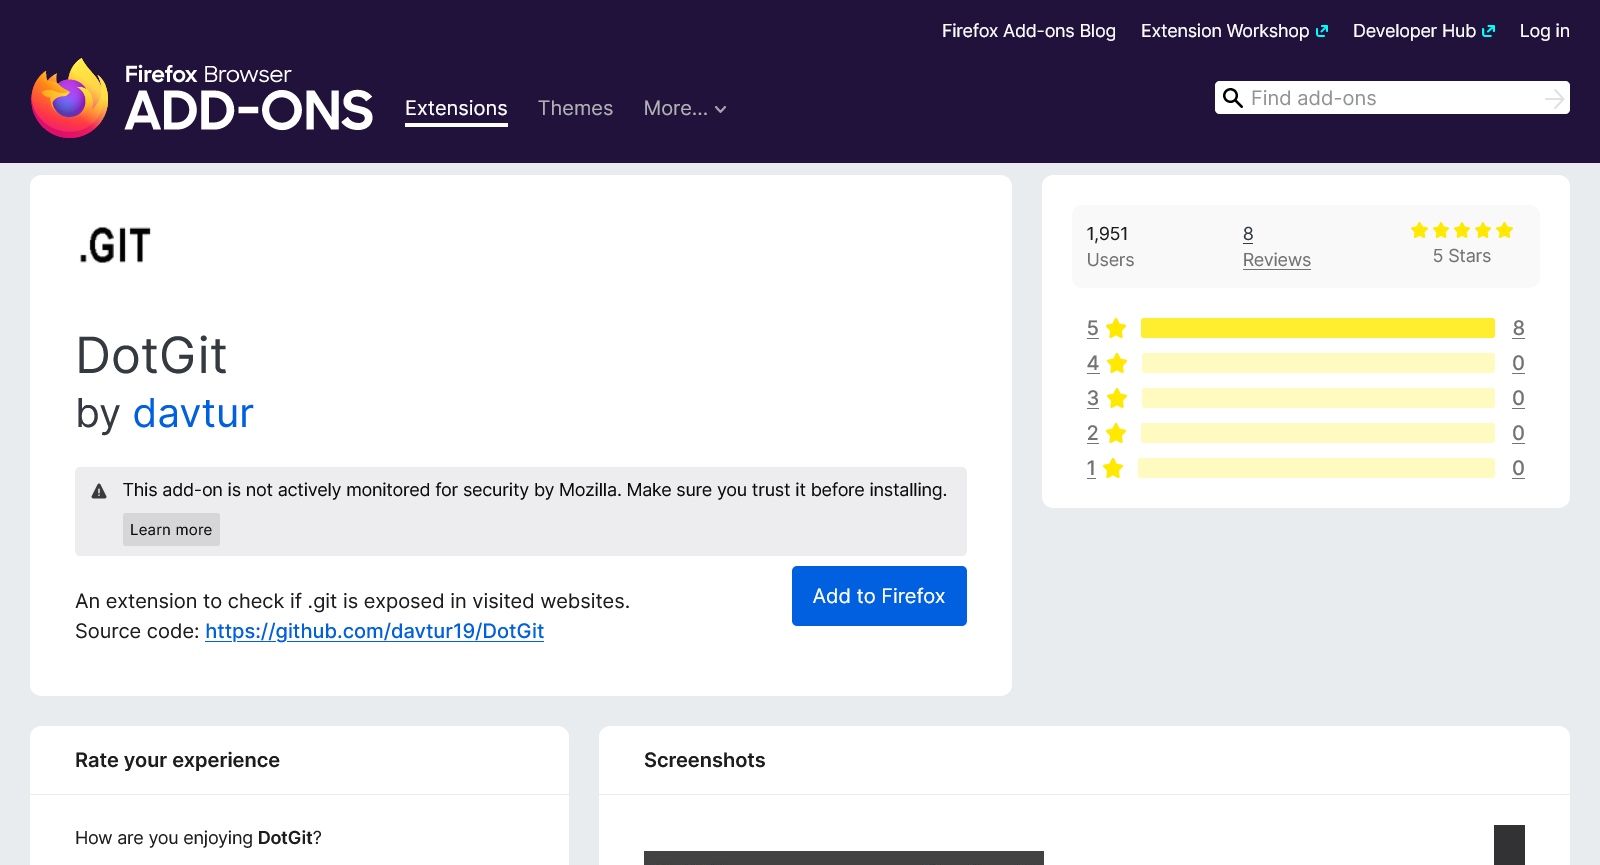 Firefox Add-ons Blog
Extension Workshop
Developer Hub
Log in
Firefox Browser
ADD-ONS
Extensions
Themes
More...
Find add-ons
.GIT
DotGit
by davtur
This add-on is not actively monitored for security by Mozilla. Make sure you trust it before installing.
Learn more
An extension to check if .git is exposed in visited websites.
Source code: https://github.com/davtur19/DotGit
Add to Firefox
1,951
Users
8
Reviews
5 Stars
5 8
4 0
3 0
2 0
1 0
Rate your experience
How are you enjoying DotGit?
Screenshots